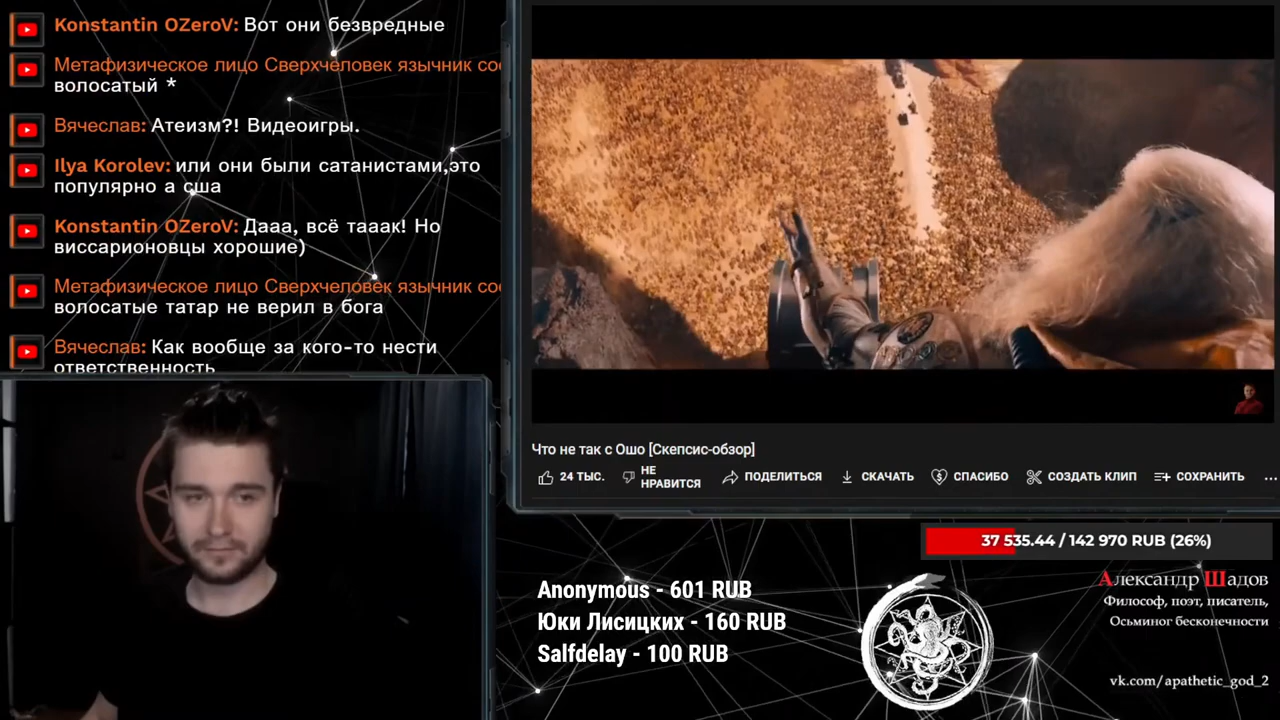 Konstantin OZeroV: Вот они безвредные
Метафизическое лицо Сверхчеловек язычник
волосатый *
Вячеслав: Атеизм?! Видеоигры.
Ilya Korolev: или они были сатанистами,это
популярно а сша
Konstantin OZeroV: Дааа, всё тааак! Но
виссарионовцы хорошие)
Метафизическое лицо Сверхчеловек язычник
волосатые татар не верил в бога
Вячеслав: Как вообще за кого-то нести
ответственность
Что не так с Ошо [Скепсис-обзор]
24 ТЫС.
НЕ
НРАВИТСЯ
ПОДЕЛИТЬСЯ
СКАЧАТЬ
СПАСИБО
СОЗДАТЬ КЛИП
СОХРАНИТЬ
...
37 535.44 / 142 970 RUB (26%)
Anonymous - 601 RUB
Юки Лисицких - 160 RUB
Salfdelay - 100 RUB
Александр Шадов
Философ, поэт, писатель,
Осьминог бесконечности
vk.com/apathetic_god_2